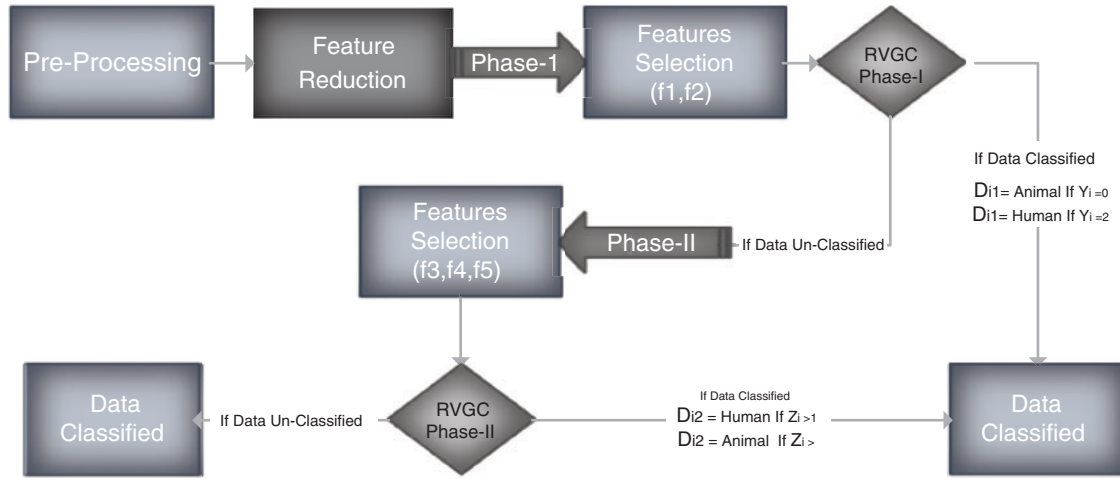 Pre-Processing
Feature
Reduction
Phase-1
Features
Selection
(f1,f2)
RVGC
Phase-I
If Data Classified
Di1= Animal If Yi =0
Di1= Human If Yi =2
Features
Selection
(f3,f4,f5)
Phase-II
If Data Un-Classified
Data
Classified
If Data Un-Classified
RVGC
Phase-II
If Data Classified
Di2 = Human If Zi >1
Di2 = Animal If Zi >
Data
Classified